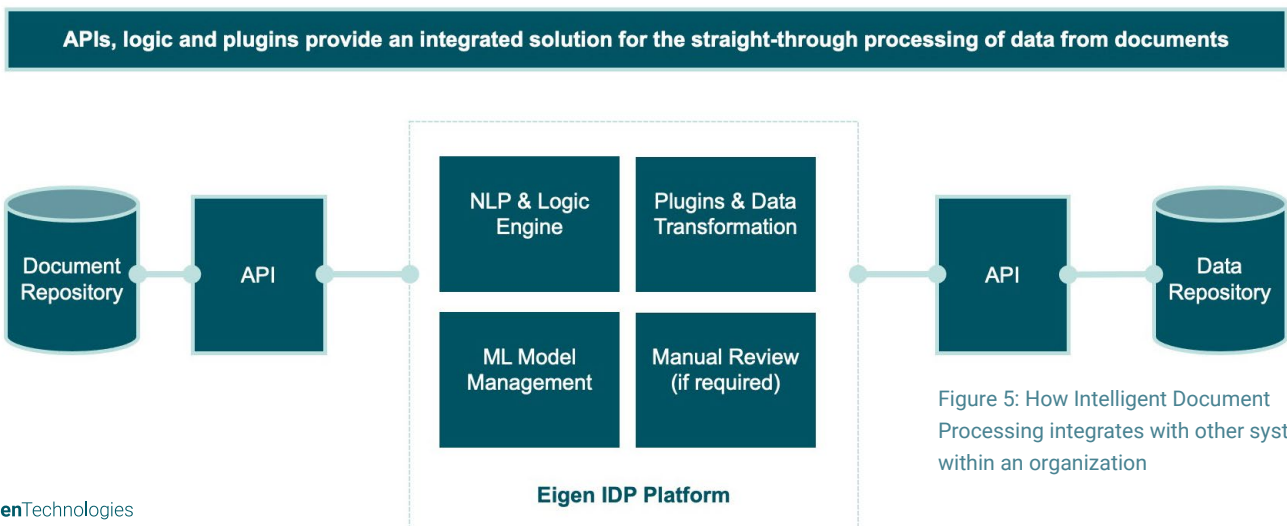 APIs, logic and plugins provide an integrated solution for the straight-through processing of data from documents
Document
Repository
API
NLP & Logic
Engine
Plugins & Data
Transformation
ML Model
Management
Manual Review
(if required)
Eigen IDP Platform
API
Data
Repository
Figure 5: How Intelligent Document
Processing integrates with other syst
within an organization
enTechnologies